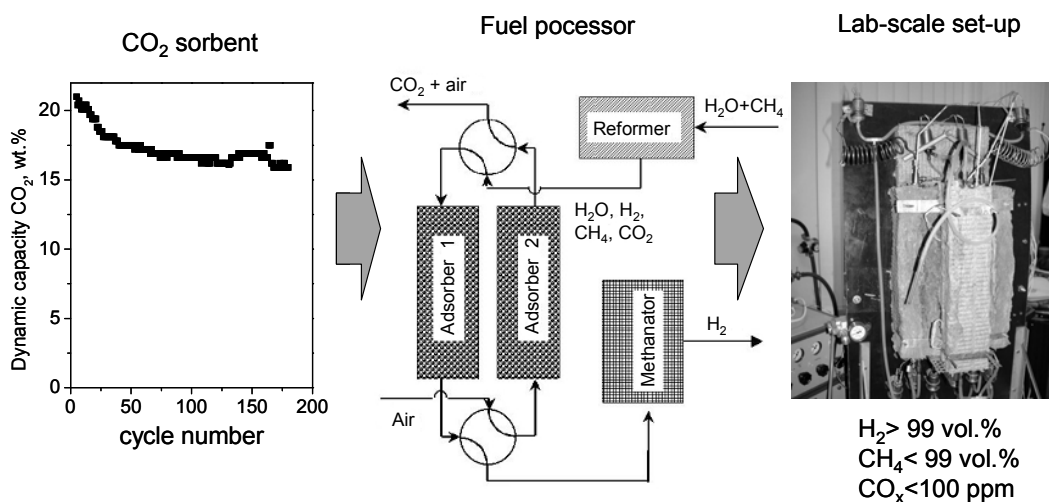 CO2 sorbent
Dynamic capacity CO2, wt.%
20
15
10
5
0
0
50
100
150
200
cycle number
Fuel pocessor
CO2 + air
Reformer
H2O+CH4
H2O, H2,
CH4, CO2
Adsorber 1
Adsorber 2
Methanator
H2
Air
Lab-scale set-up
H2> 99 vol.%
CH4< 99 vol.%
COx<100 ppm